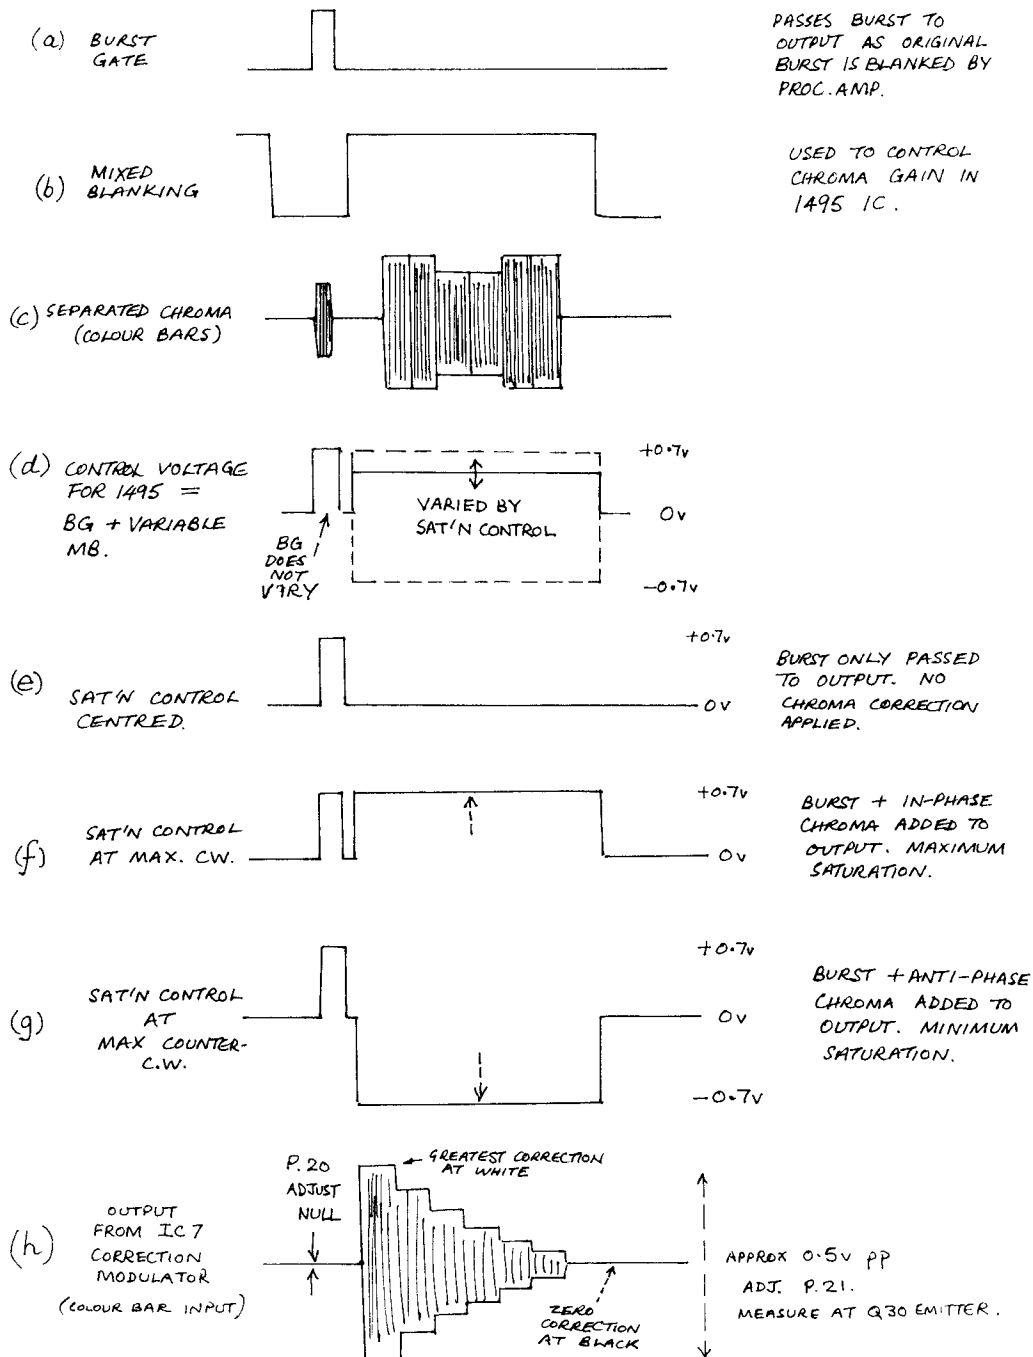 (a) BURST
GATE
PASSES BURST TO
OUTPUT AS ORIGINAL
BURST IS BLANKED BY
PROC. AMP.
(b) MIXED
BLANKING
USED TO CONTROL
CHROMA GAIN IN
1495 IC.
(c) SEPARATED CHROMA
(COLOUR BARS)
(d) CONTROL VOLTAGE
FOR 1495 =
BG + VARIABLE
MB.
BG
DOES
NOT
VARY
VARIED BY
SAT'N CONTROL
+0.7v
0v
-0.7v
(e) SAT'N CONTROL
CENTRED.
+0.7v
0v
BURST ONLY PASSED
TO OUTPUT. NO
CHROMA CORRECTION
APPLIED.
(f) SAT'N CONTROL
AT MAX. CW.
+0.7v
0v
BURST + IN-PHASE
CHROMA ADDED TO
OUTPUT. MAXIMUM
SATURATION.
(g) SAT'N CONTROL
AT
MAX COUNTER-
C.W.
+0.7v
0v
-0.7v
BURST + ANTI-PHASE
CHROMA ADDED TO
OUTPUT. MINIMUM
SATURATION.
(h) OUTPUT
FROM IC7
CORRECTION
MODULATOR
(COLOUR BAR INPUT)
P.20
ADJUST
NULL
GREATEST CORRECTION
AT WHITE
ZERO
CORRECTION
AT BLACK
APPROX 0.5v pp
ADJ. P.21.
MEASURE AT Q30 EMITTER.